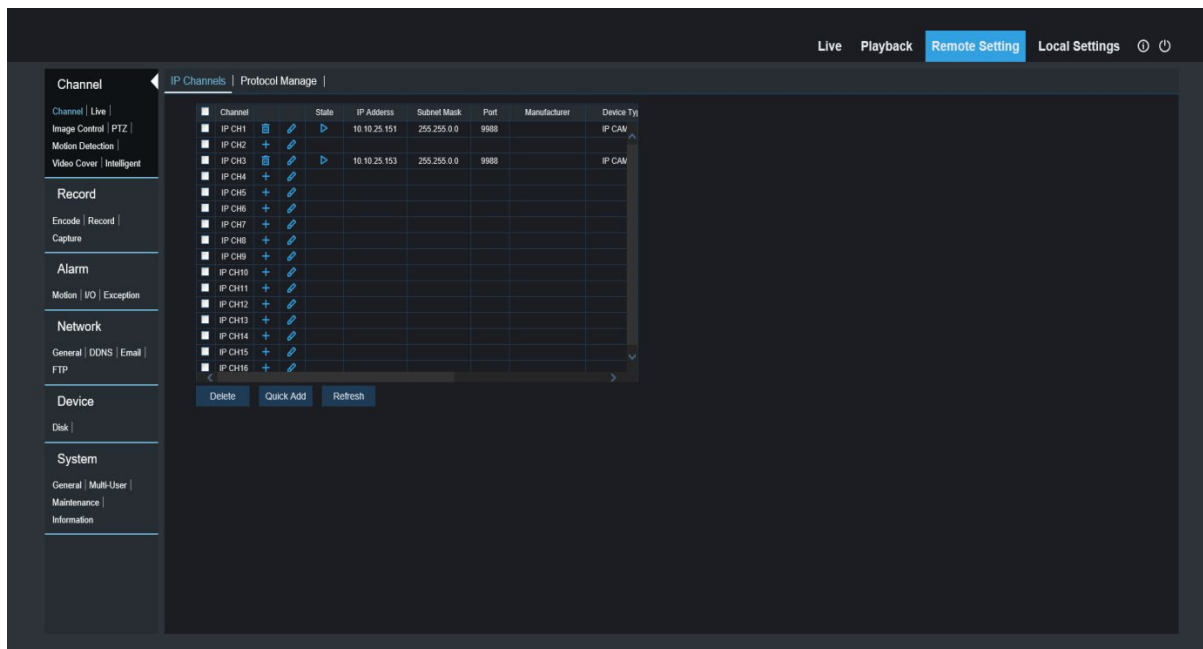 Live Playback Remote Setting Local Settings
Channel
Channel | Live |
Image Control | PTZ |
Motion Detection |
Video Cover | Intelligent
Record
Encode | Record |
Capture
Alarm
Motion | I/O | Exception
Network
General | DDNS | Email |
FTP
Device
Disk |
System
General | Multi-User |
Maintenance |
Information
IP Channels | Protocol Manage |
Channel State IP Adderss Subnet Mask Port Manufacturer Device Ty
IP CH1 10.10.25.151 255.255.0.0 9988 IP CAM
IP CH2
IP CH3 10.10.25.153 255.255.0.0 9988 IP CAM
IP CH4
IP CH5
IP CH6
IP CH7
IP CH8
IP CH9
IP CH10
IP CH11
IP CH12
IP CH13
IP CH14
IP CH15
IP CH16
Delete Quick Add Refresh